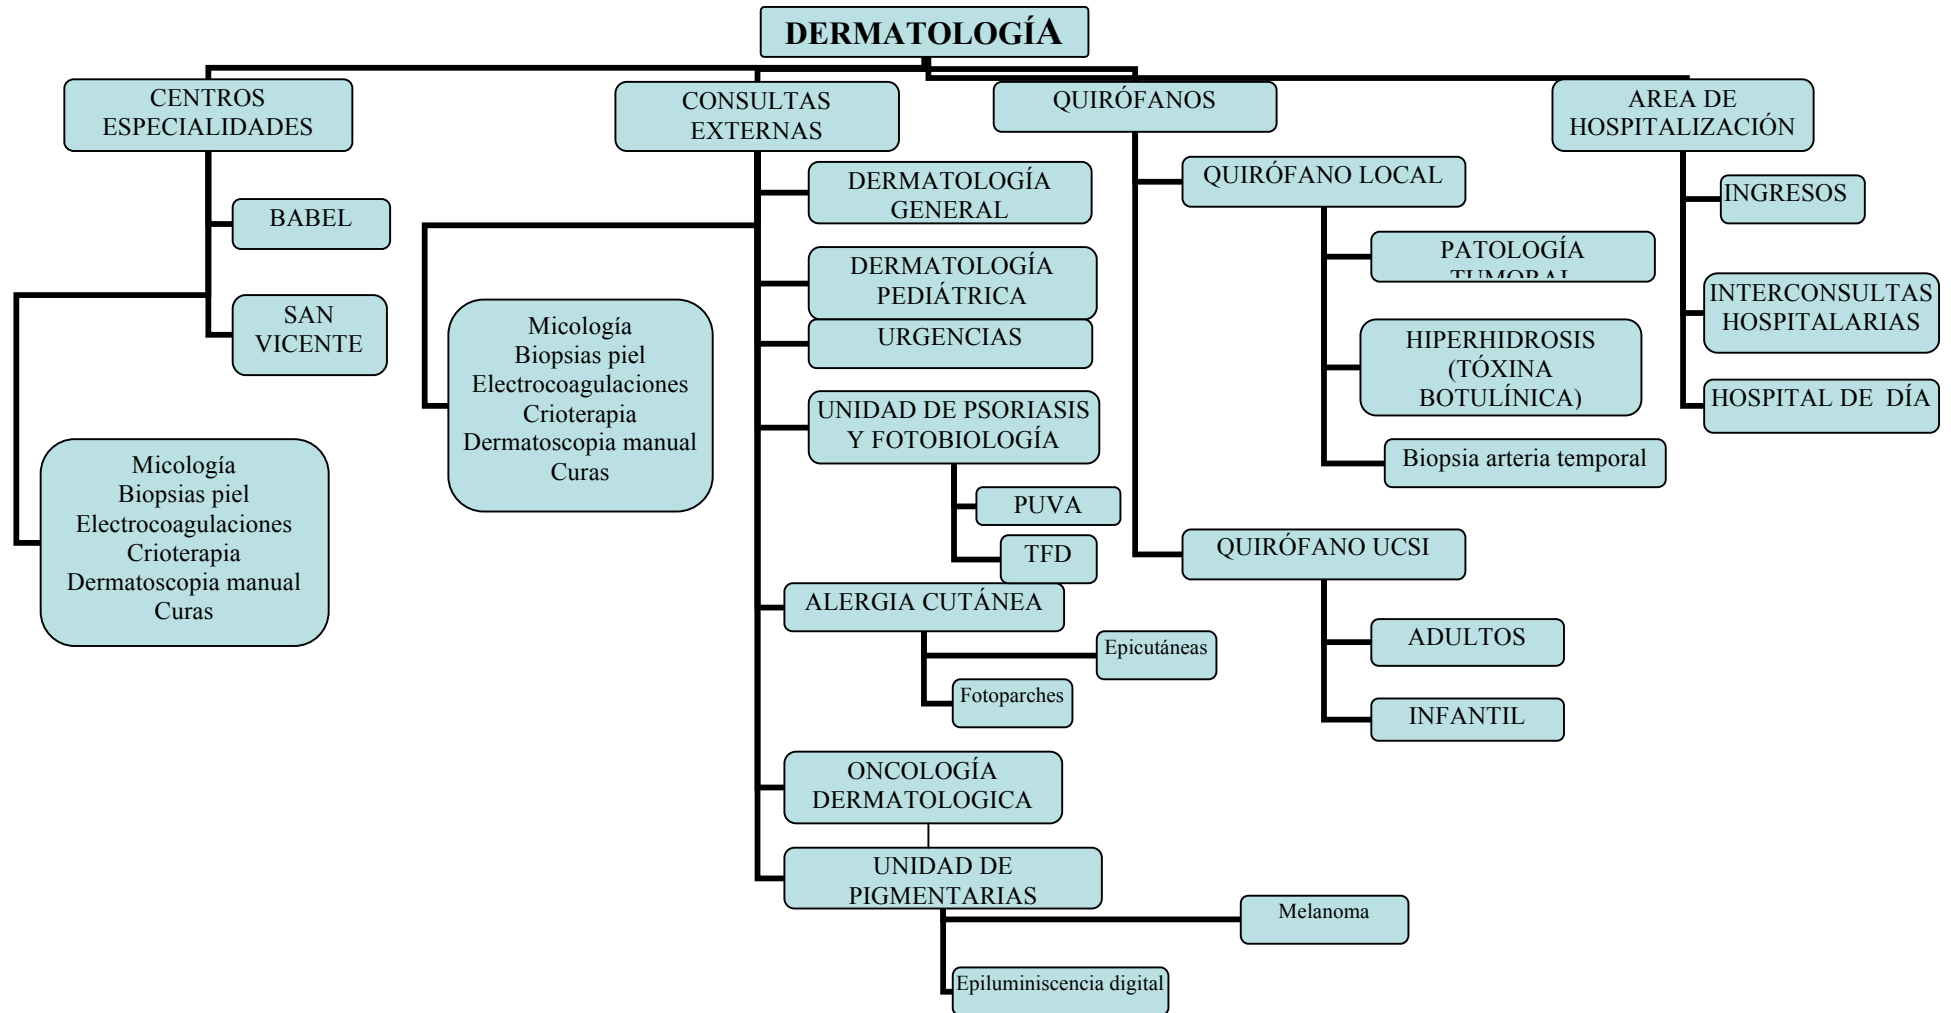 DERMATOLOGÍA
CENTROS
ESPECIALIDADES
BABEL
SAN
VICENTE
Micología
Biopsias piel
Electrocoagulaciones
Crioterapia
Dermatoscopia manual
Curas
CONSULTAS
EXTERNAS
Micología
Biopsias piel
Electrocoagulaciones
Crioterapia
Dermatoscopia manual
Curas
DERMATOLOGÍA
GENERAL
DERMATOLOGÍA
PEDIÁTRICA
URGENCIAS
UNIDAD DE PSORIASIS
Y FOTOBIOLOGÍA
PUVA
TFD
ALERGIA CUTÁNEA
Epicutáneas
Fotoparches
ONCOLOGÍA
DERMATOLOGICA
UNIDAD DE
PIGMENTARIAS
Melanoma
Epiluminiscencia digital
QUIRÓFANOS
QUIRÓFANO LOCAL
PATOLOGÍA
TUMORAL
HIPERHIDROSIS
(TÓXINA
BOTULÍNICA)
Biopsia arteria temporal
QUIRÓFANO UCSI
ADULTOS
INFANTIL
AREA DE
HOSPITALIZACIÓN
INGRESOS
INTERCONSULTAS
HOSPITALARIAS
HOSPITAL DE DÍA